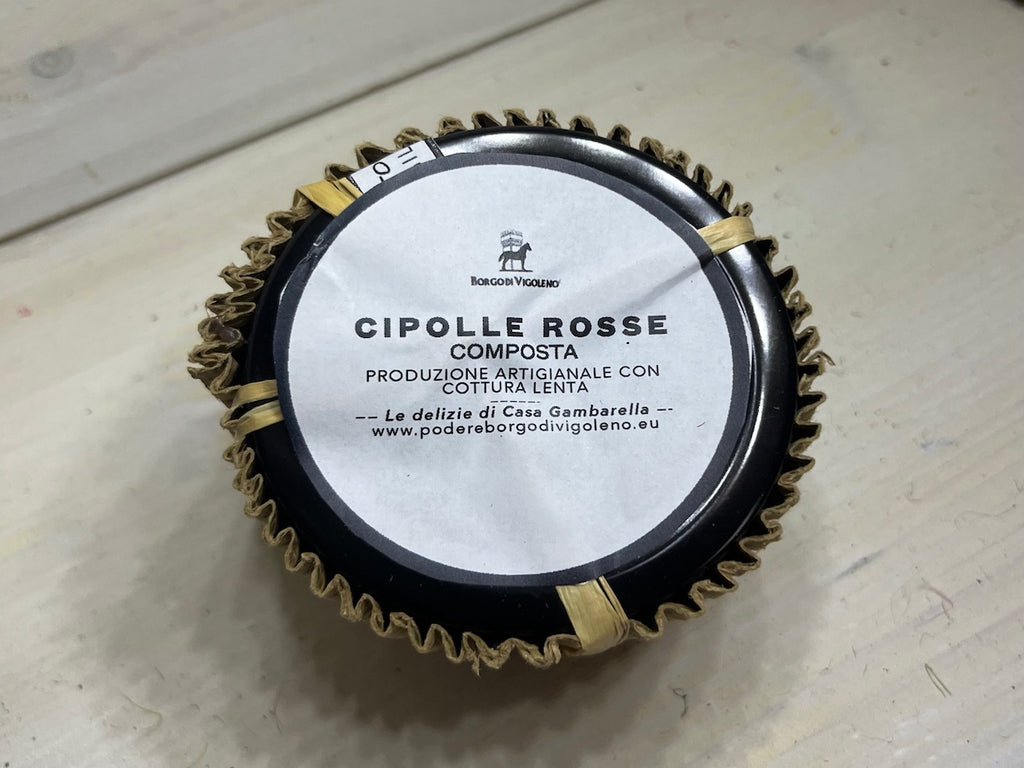 BORGO DI VIGOLENO
CIPOLLE ROSSE
COMPOSTA
PRODUZIONE ARTIGIANALE CON
COTTURA LENTA
Le delizie di Casa Gambarella
www.podereborgodivigoleno.eu